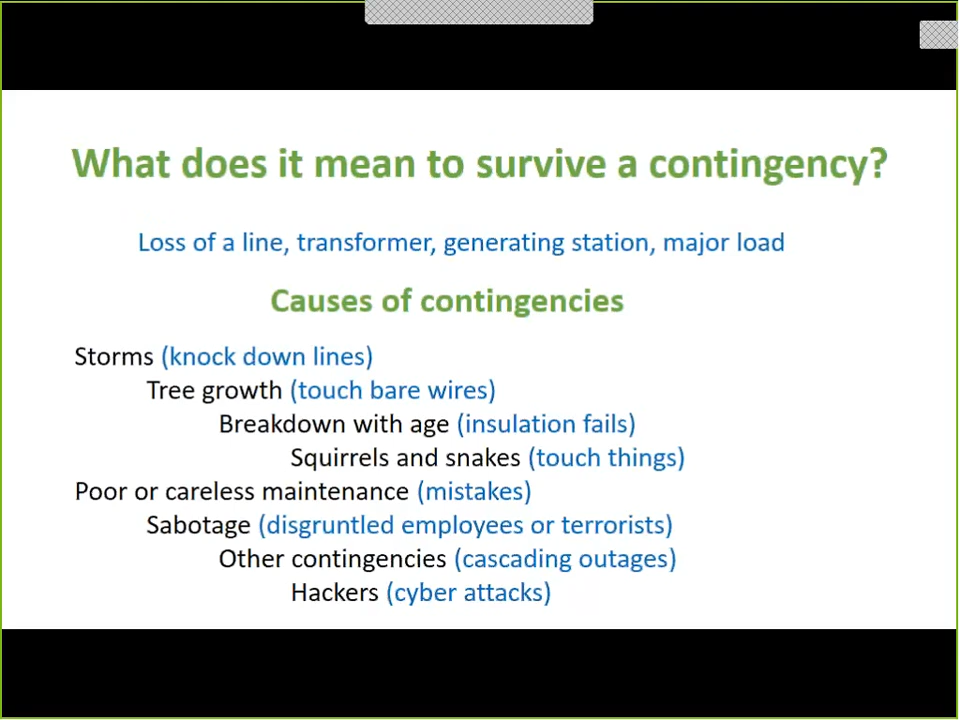 What does it mean to survive a contingency?
Loss of a line, transformer, generating station, major load
Causes of contingencies
Storms (knock down lines)
Tree growth (touch bare wires)
Breakdown with age (insulation fails)
Squirrels and snakes (touch things)
Poor or careless maintenance (mistakes)
Sabotage (disgruntled employees or terrorists)
Other contingencies (cascading outages)
Hackers (cyber attacks)